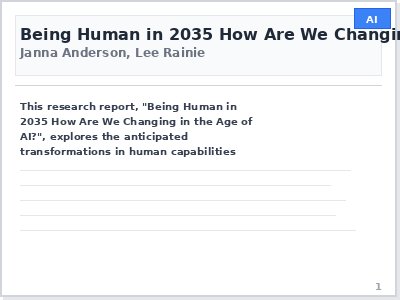 AI
Being Human in 2035 How Are We Changin
Janna Anderson, Lee Rainie
This research report, "Being Human in
2035 How Are We Changing in the Age of
AI?", explores the anticipated
transformations in human capabilities
1